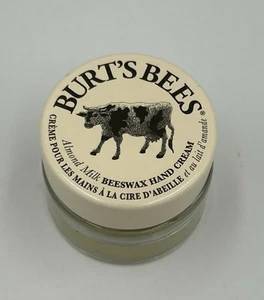 BURT'S BEES®
Almond Milk BEESWAX HAND CREAM
CRÈME POUR LES MAINS À LA CIRE D'ABEILLE et au lait d'amande